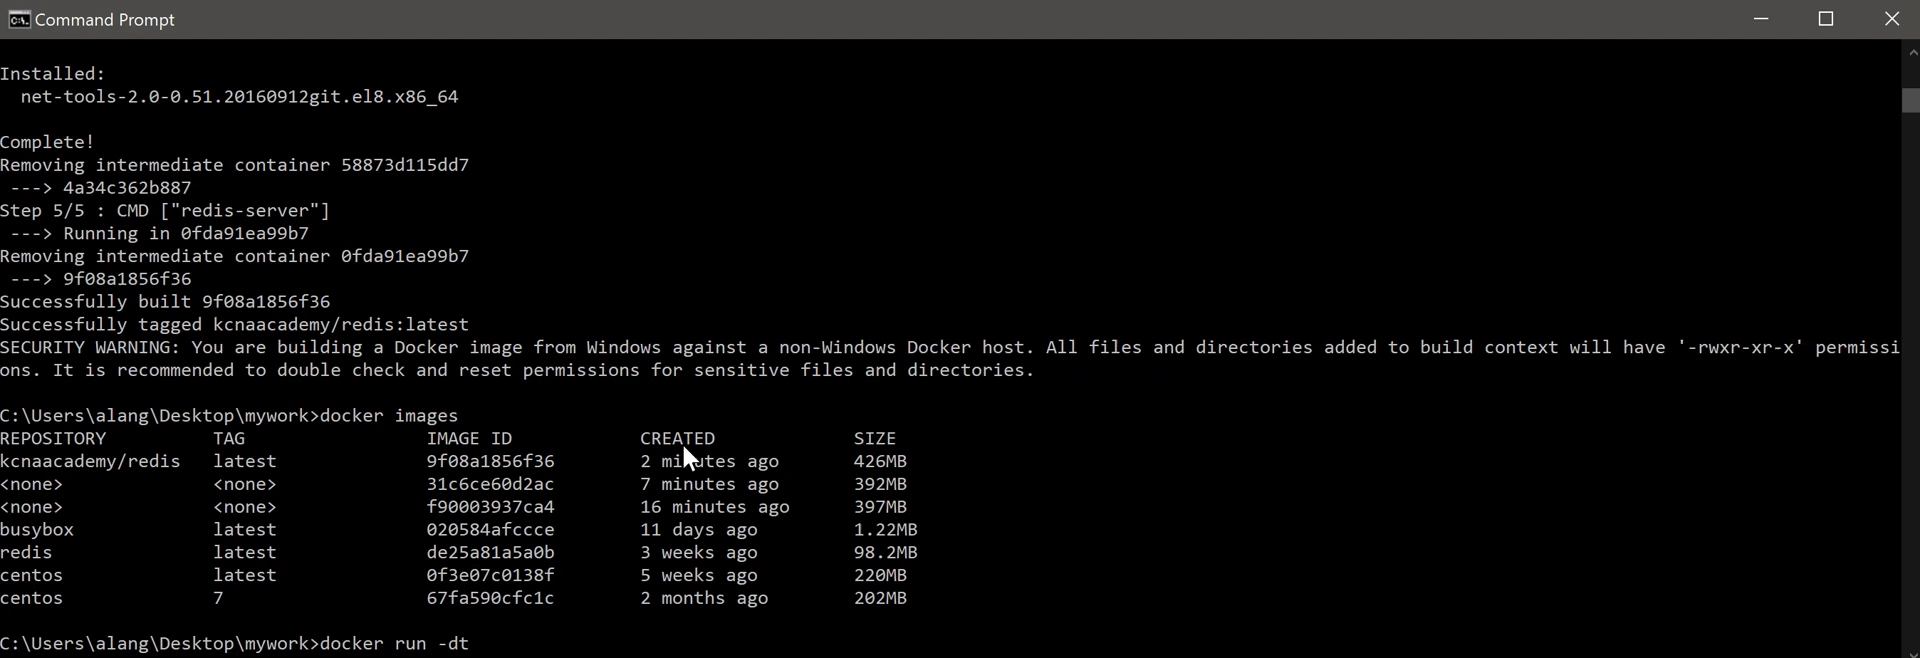 Command Prompt
Installed:
  net-tools-2.0-0.51.20160912git.el8.x86_64
Complete!
Removing intermediate container 58873d115dd7
 ---> 4a34c362b887
Step 5/5 : CMD ["redis-server"]
 ---> Running in 0fda91ea99b7
Removing intermediate container 0fda91ea99b7
 ---> 9f08a1856f36
Successfully built 9f08a1856f36
Successfully tagged kcnaacademy/redis:latest
SECURITY WARNING: You are building a Docker image from Windows against a non-Windows Docker host. All files and directories added to build context will have '-rwxr-xr-x' permissi
ons. It is recommended to double check and reset permissions for sensitive files and directories.
C:\Users\alang\Desktop\mywork>docker images
REPOSITORY          TAG                 IMAGE ID            CREATED             SIZE
kcnaacademy/redis   latest              9f08a1856f36        2 minutes ago       426MB
<none>              <none>              31c6ce60d2ac        7 minutes ago       392MB
<none>              <none>              f90003937ca4        16 minutes ago      397MB
busybox             latest              020584afccce        11 days ago         1.22MB
redis               latest              de25a81a5a0b        3 weeks ago         98.2MB
centos              latest              0f3e07c0138f        5 weeks ago         220MB
centos              7                   67fa590cfc1c        2 months ago        202MB
C:\Users\alang\Desktop\mywork>docker run -dt